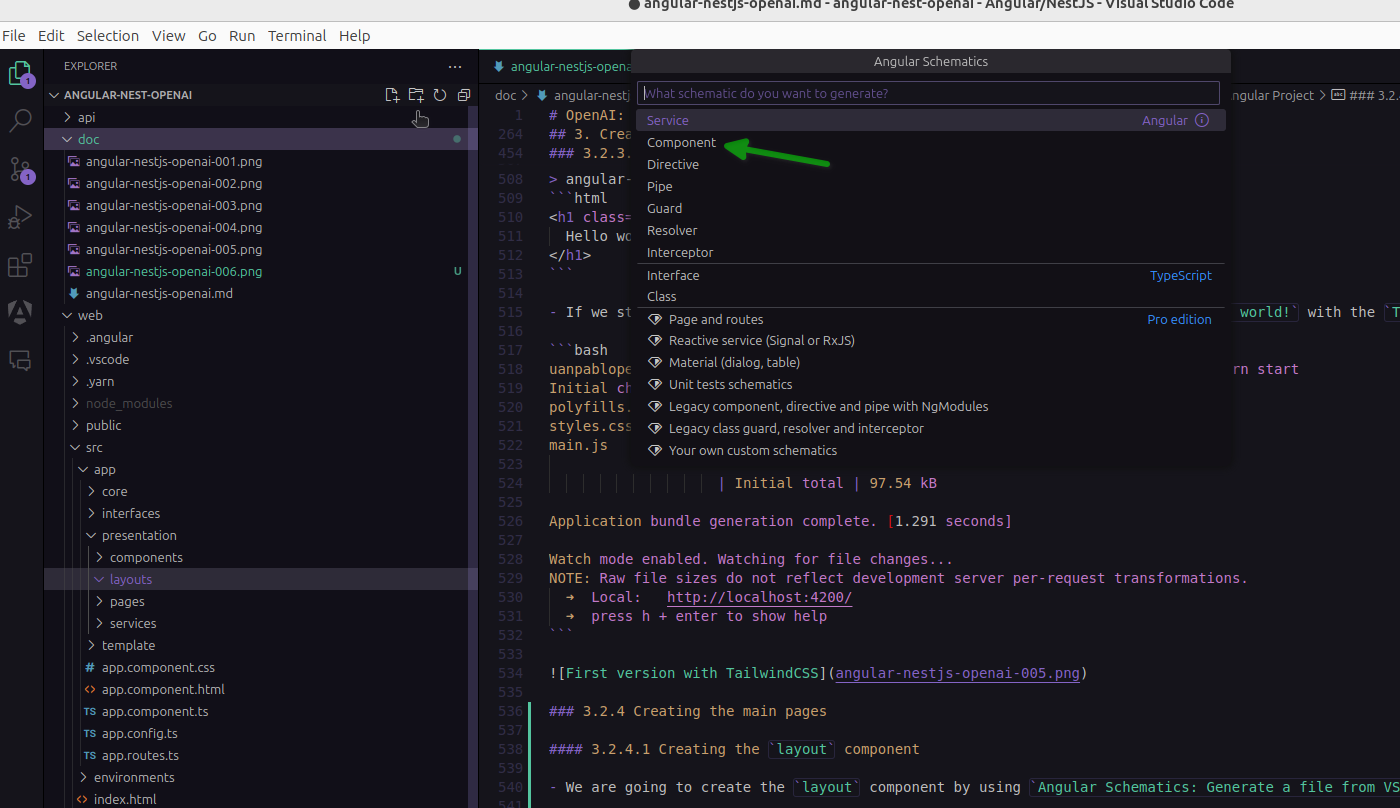 ● angular-nestjs-openai.md - angular-nest-openai - Angular/NestJS - Visual Studio Code
File Edit Selection View Go Run Terminal Help
EXPLORER
ANGULAR-NEST-OPENAI
api
doc
angular-nestjs-openai-001.png
angular-nestjs-openai-002.png
angular-nestjs-openai-003.png
angular-nestjs-openai-004.png
angular-nestjs-openai-005.png
angular-nestjs-openai-006.png U
angular-nestjs-openai.md
web
.angular
.vscode
.yarn
node_modules
public
src
app
core
interfaces
presentation
components
layouts
pages
services
template
# app.component.css
<> app.component.html
TS app.component.ts
TS app.config.ts
TS app.routes.ts
environments
<> index.html
1
1
angular-nestjs-opena
doc > angular-nestj
ngular Project > abc ### 3.2.
Angular Schematics
What schematic do you want to generate?
Service Angular
Component
Directive
Pipe
Guard
Resolver
Interceptor
Interface TypeScript
Class
Page and routes Pro edition
Reactive service (Signal or RxJS)
Material (dialog, table)
Unit tests schematics
Legacy component, directive and pipe with NgModules
Legacy class guard, resolver and interceptor
Your own custom schematics
1 # OpenAI:
264 ## 3. Crea
454 ### 3.2.3.
508 > angular-
509 ```html
510 <h1 class=
511 Hello wo
512 </h1>
513 ```
514
515 - If we st world!` with the `T
516
517 ```bash
518 uanpablope rn start
519 Initial ch
520 polyfills.
521 styles.css
522 main.js
523
524 | Initial total | 97.54 kB
525
526 Application bundle generation complete. [1.291 seconds]
527
528 Watch mode enabled. Watching for file changes...
529 NOTE: Raw file sizes do not reflect development server per-request transformations.
530 ➜ Local: http://localhost:4200/
531 ➜ press h + enter to show help
532 ```
533
534 ![First version with TailwindCSS](angular-nestjs-openai-005.png)
535
536 ### 3.2.4 Creating the main pages
537
538 #### 3.2.4.1 Creating the `layout` component
539
540 - We are going to create the `layout` component by using `Angular Schematics: Generate a file from VS
541